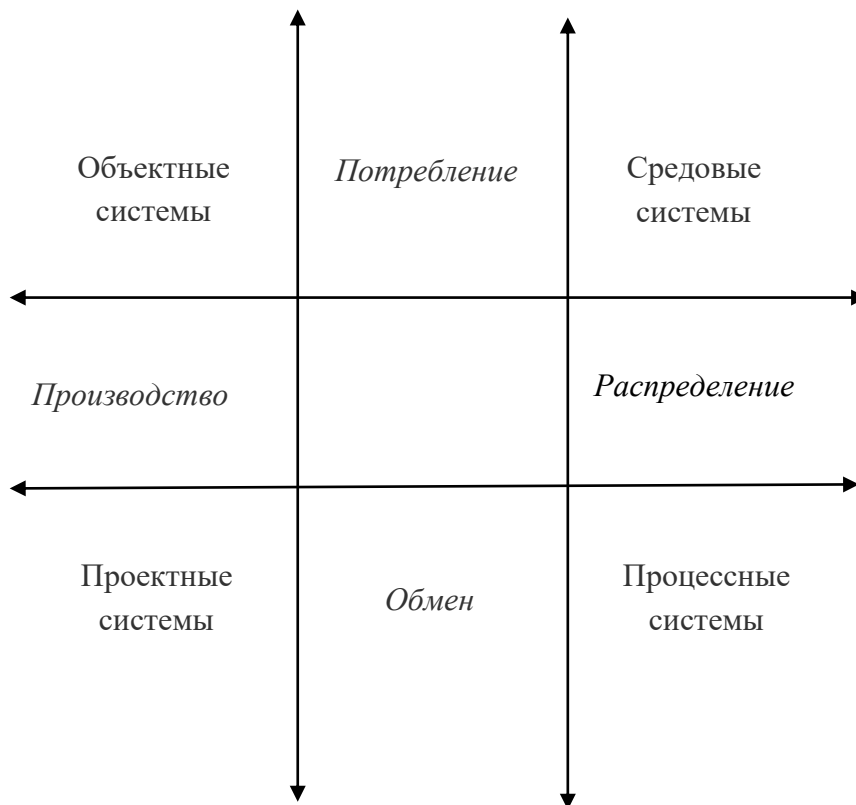 Объектные
системы
Потребление
Средовые
системы
Производство
Распределение
Проектные
системы
Обмен
Процессные
системы